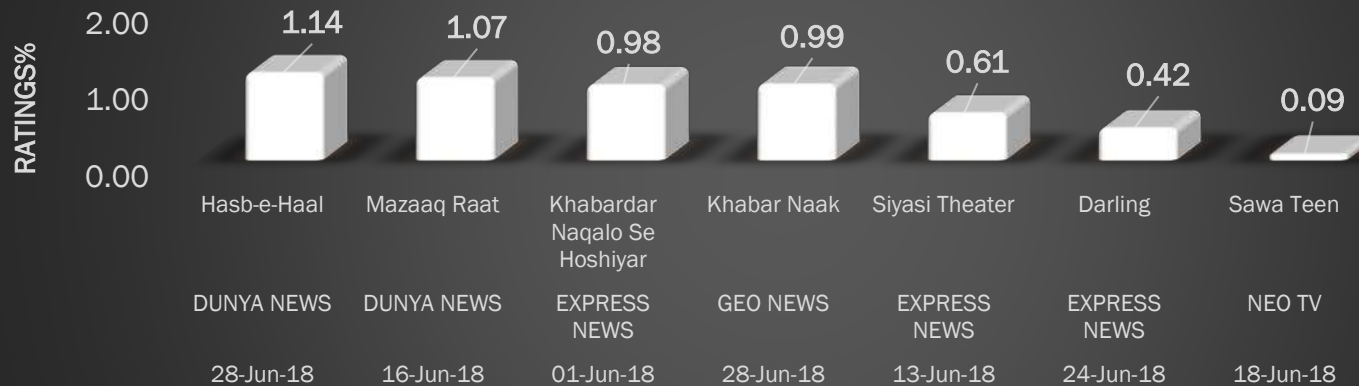 RATINGS%
2.00
1.00
0.00
1.14
1.07
0.98
0.99
0.61
0.42
0.09
Hasb-e-Haal
Mazaaq Raat
Khabardar
Naqalo Se
Hoshiyar
Khabar Naak
Siyasi Theater
Darling
Sawa Teen
DUNYA NEWS
DUNYA NEWS
EXPRESS
NEWS
GEO NEWS
EXPRESS
NEWS
EXPRESS
NEWS
NEO TV
28-Jun-18
16-Jun-18
01-Jun-18
28-Jun-18
13-Jun-18
24-Jun-18
18-Jun-18